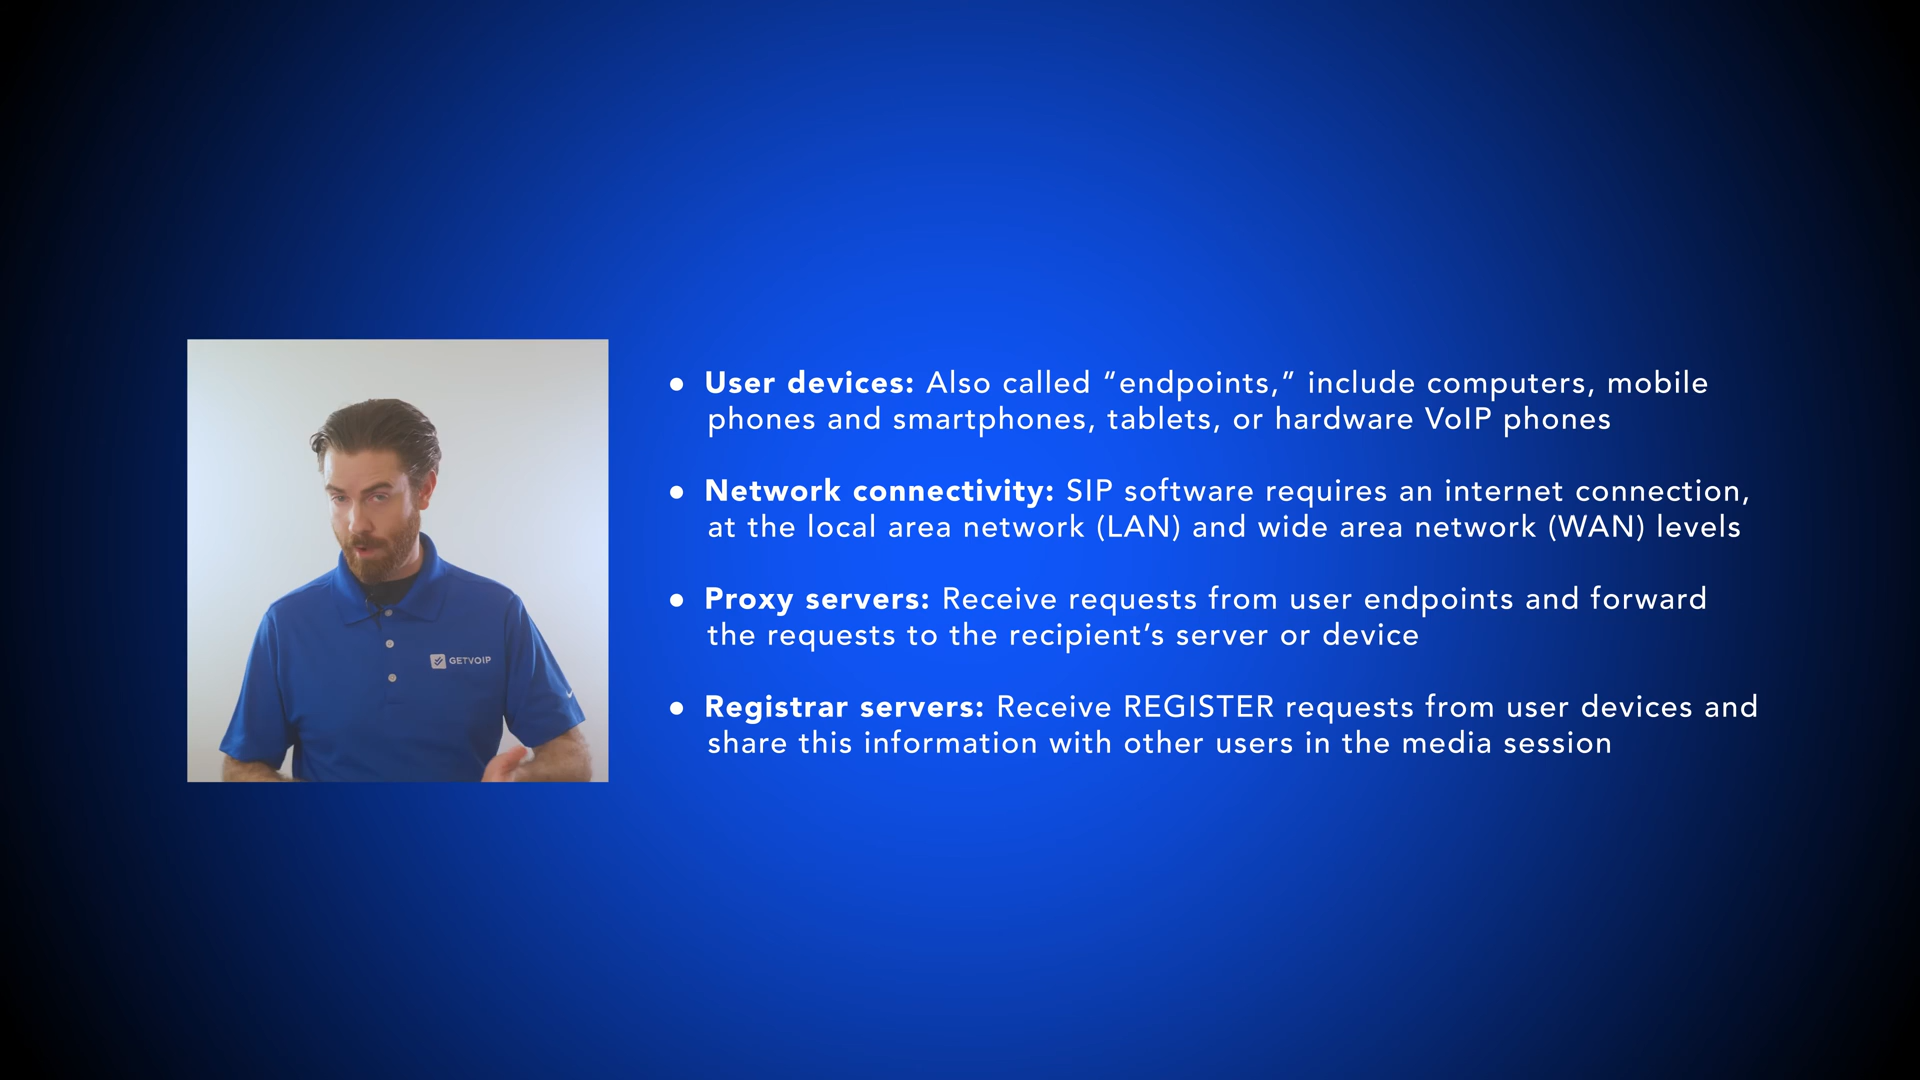 ● User devices: Also called “endpoints,” include computers, mobile
phones and smartphones, tablets, or hardware VoIP phones
● Network connectivity: SIP software requires an internet connection,
at the local area network (LAN) and wide area network (WAN) levels
● Proxy servers: Receive requests from user endpoints and forward
the requests to the recipient’s server or device
● Registrar servers: Receive REGISTER requests from user devices and
share this information with other users in the media session
GETVOIP